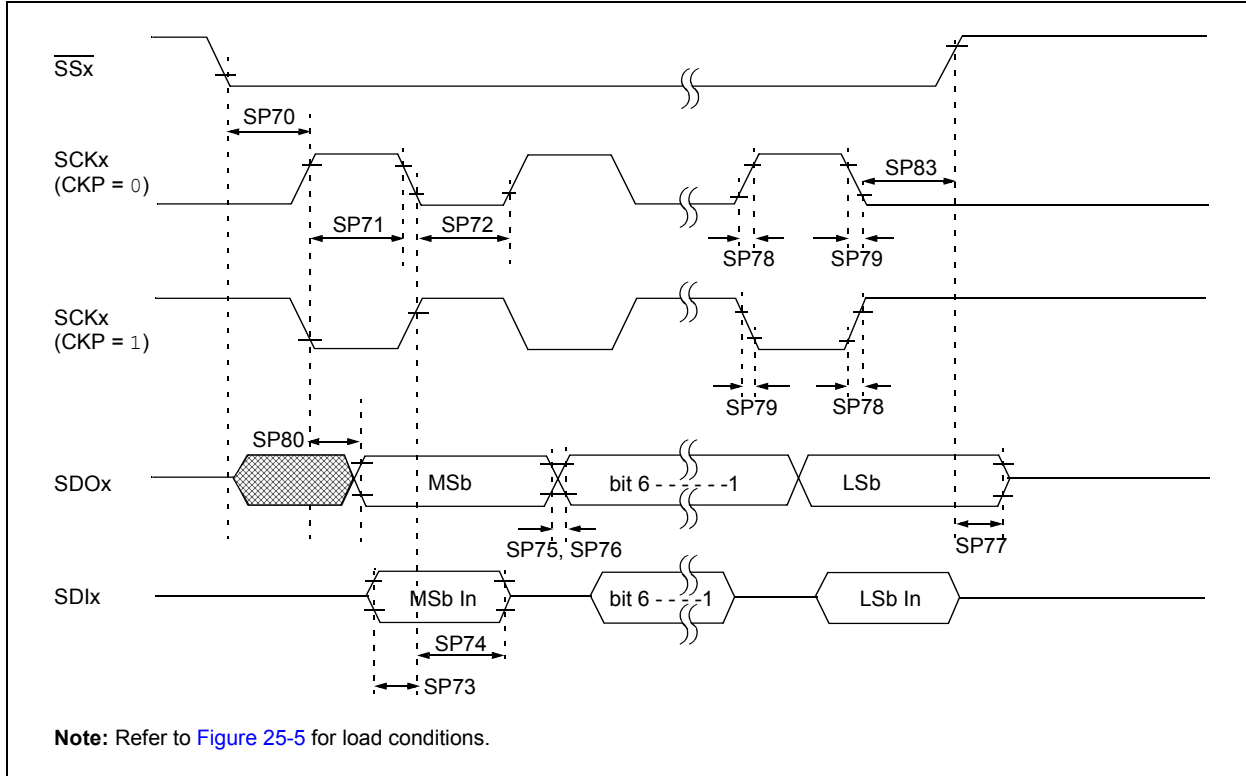 SSx
SP70
SCKx
(CKP = 0)
SP83
SP71
SP72
SP78
SP79
SCKx
(CKP = 1)
SP79
SP78
SP80
SDOx
MSb
bit 6 - - - - - - -1
LSb
SP75, SP76
SP77
SDIx
MSb In
bit 6 - - - - -1
LSb In
SP74
SP73
Note: Refer to Figure 25-5 for load conditions.